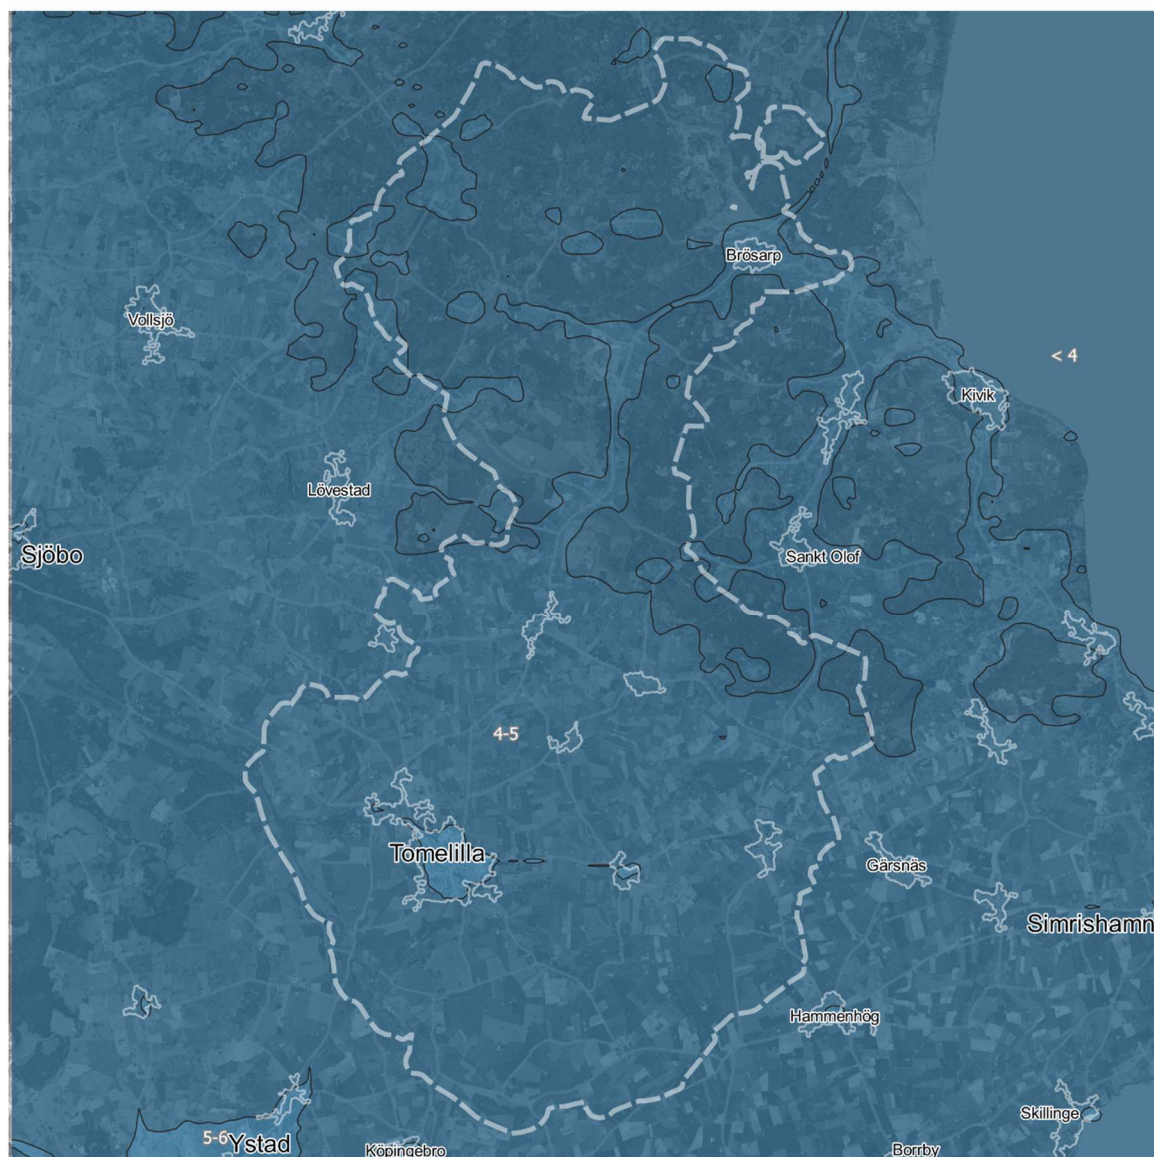 Brösarp
Vollsjö
< 4
Kivik
Lövestad
Sjöbo
Sankt Olof
4-5
Tomelilla
Gärsnäs
Simrishamn
Hammenhög
Skillinge
5-6
Ystad
Köpingebro
Borrby